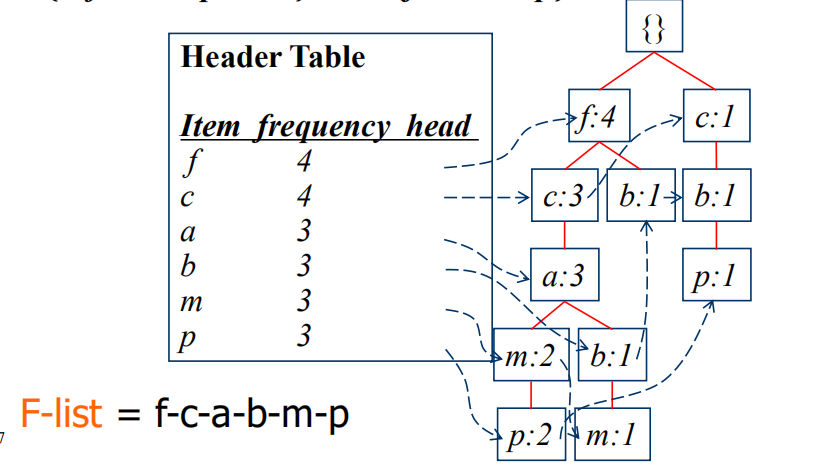 {}
Header Table
Item frequency head
f 4
c 4
a 3
b 3
m 3
p 3
f:4 c:1
c:3 b:1 b:1
a:3 p:1
m:2 b:1
p:2 m:1
F-list = f-c-a-b-m-p
7